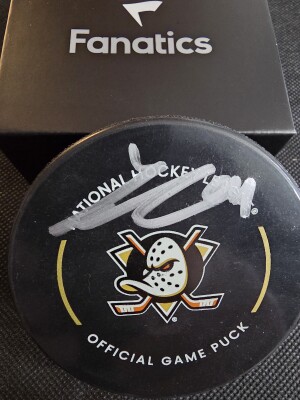 Fanatics
NATIONAL HOCKEY
®
®
OFFICIAL GAME PUCK